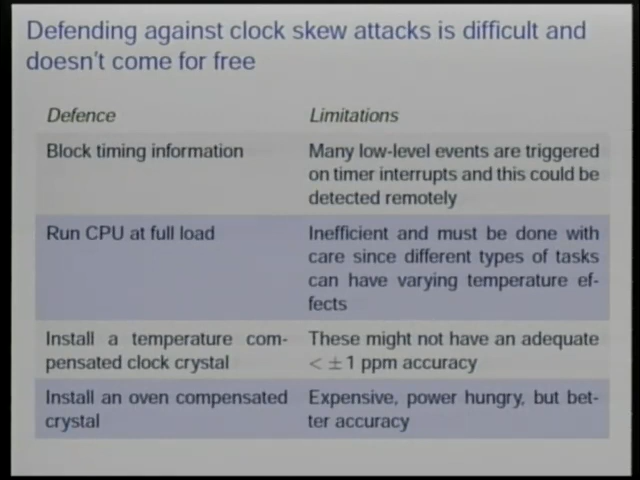 Defending against clock skew attacks is difficult and
doesn't come for free
Defence
Limitations
Block timing information
Many low-level events are triggered
on timer interrupts and this could be
detected remotely
Run CPU at full load
Inefficient and must be done with
care since different types of tasks
can have varying temperature ef-
fects
Install a temperature com-
pensated clock crystal
These might not have an adequate
< ±1 ppm accuracy
Install an oven compensated
crystal
Expensive, power hungry, but bet-
ter accuracy